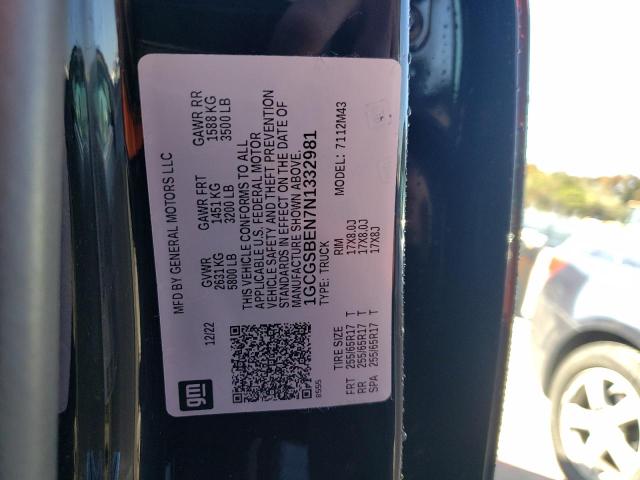 gm
MFD BY GENERAL MOTORS LLC
12/22
GVWR GAWR FRT GAWR RR
2631 KG 1451 KG 1588 KG
5800 LB 3200 LB 3500 LB
THIS VEHICLE CONFORMS TO ALL
APPLICABLE U.S. FEDERAL MOTOR
VEHICLE SAFETY AND THEFT PREVENTION
STANDARDS IN EFFECT ON THE DATE OF
MANUFACTURE SHOWN ABOVE.
1GCGSBEN7N1332981
TYPE: TRUCK MODEL: 7112M43
8555
TIRE SIZE RIM
FRT 255/65R17 T 17X8.0J
RR 255/65R17 T 17X8.0J
SPA 255/65R17 T 17X8J